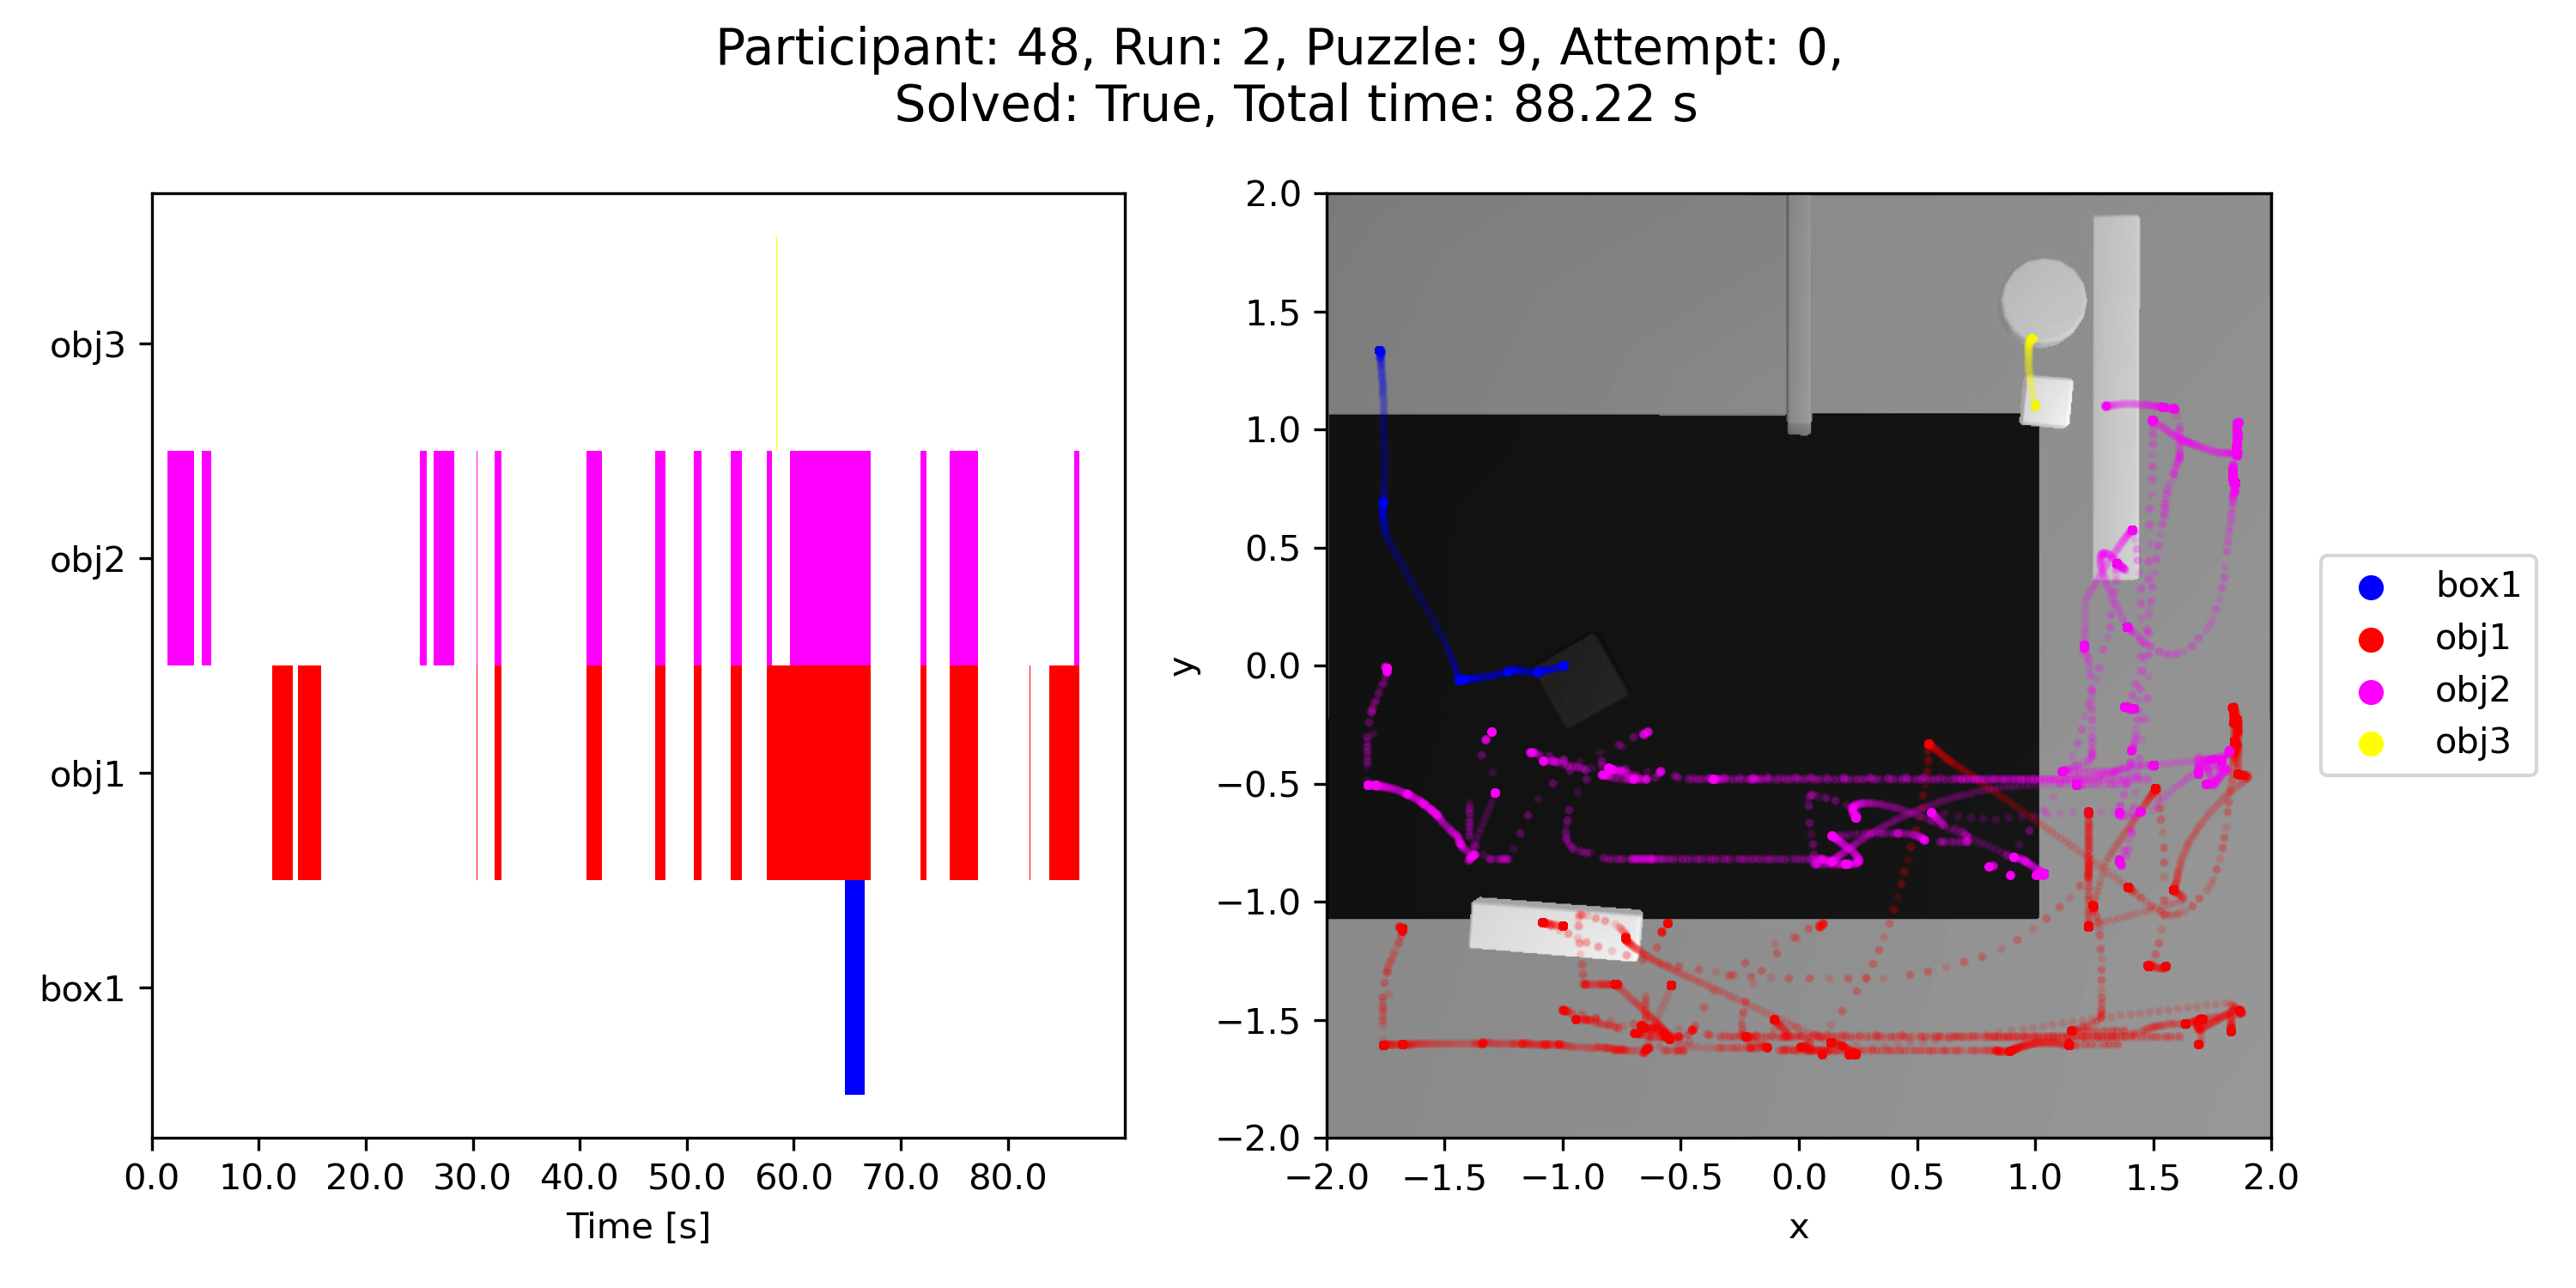 Participant: 48, Run: 2, Puzzle: 9, Attempt: 0,
Solved: True, Total time: 88.22 s
obj3
obj2
obj1
box1
0.0 10.0 20.0 30.0 40.0 50.0 60.0 70.0 80.0
Time [s]
2.0
1.5
1.0
0.5
0.0
−0.5
−1.0
−1.5
−2.0
y
−2.0 −1.5 −1.0 −0.5 0.0 0.5 1.0 1.5 2.0
x
box1
obj1
obj2
obj3